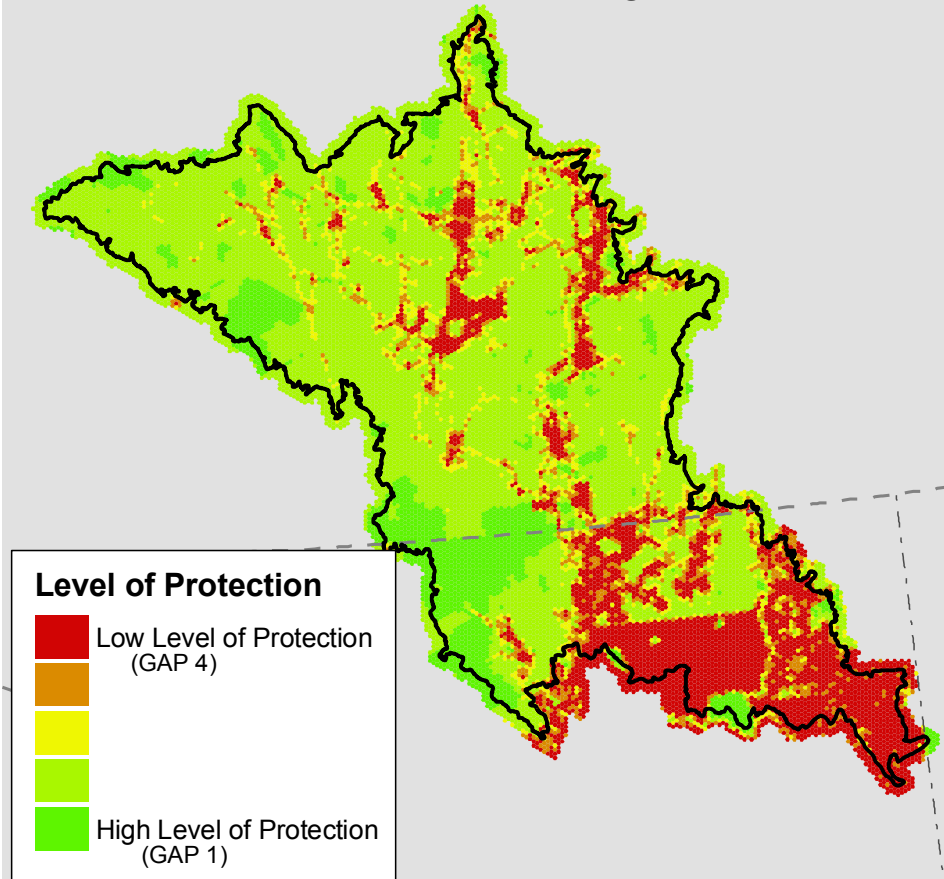 Level of Protection
Low Level of Protection
(GAP 4)
High Level of Protection
(GAP 1)